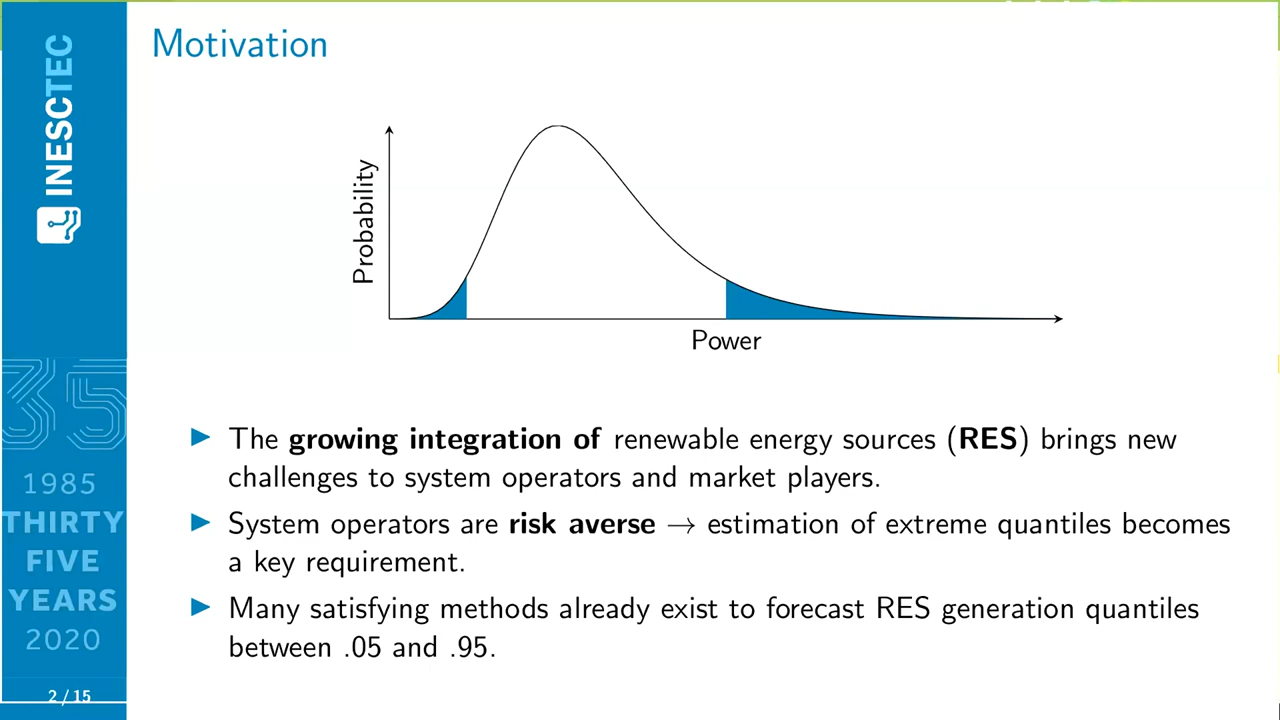 Motivation
INESCTEC
Probability
Power
▶ The growing integration of renewable energy sources (RES) brings new
challenges to system operators and market players.
▶ System operators are risk averse → estimation of extreme quantiles becomes
a key requirement.
▶ Many satisfying methods already exist to forecast RES generation quantiles
between .05 and .95.
35
1985
THIRTY
FIVE
YEARS
2020
2 / 15